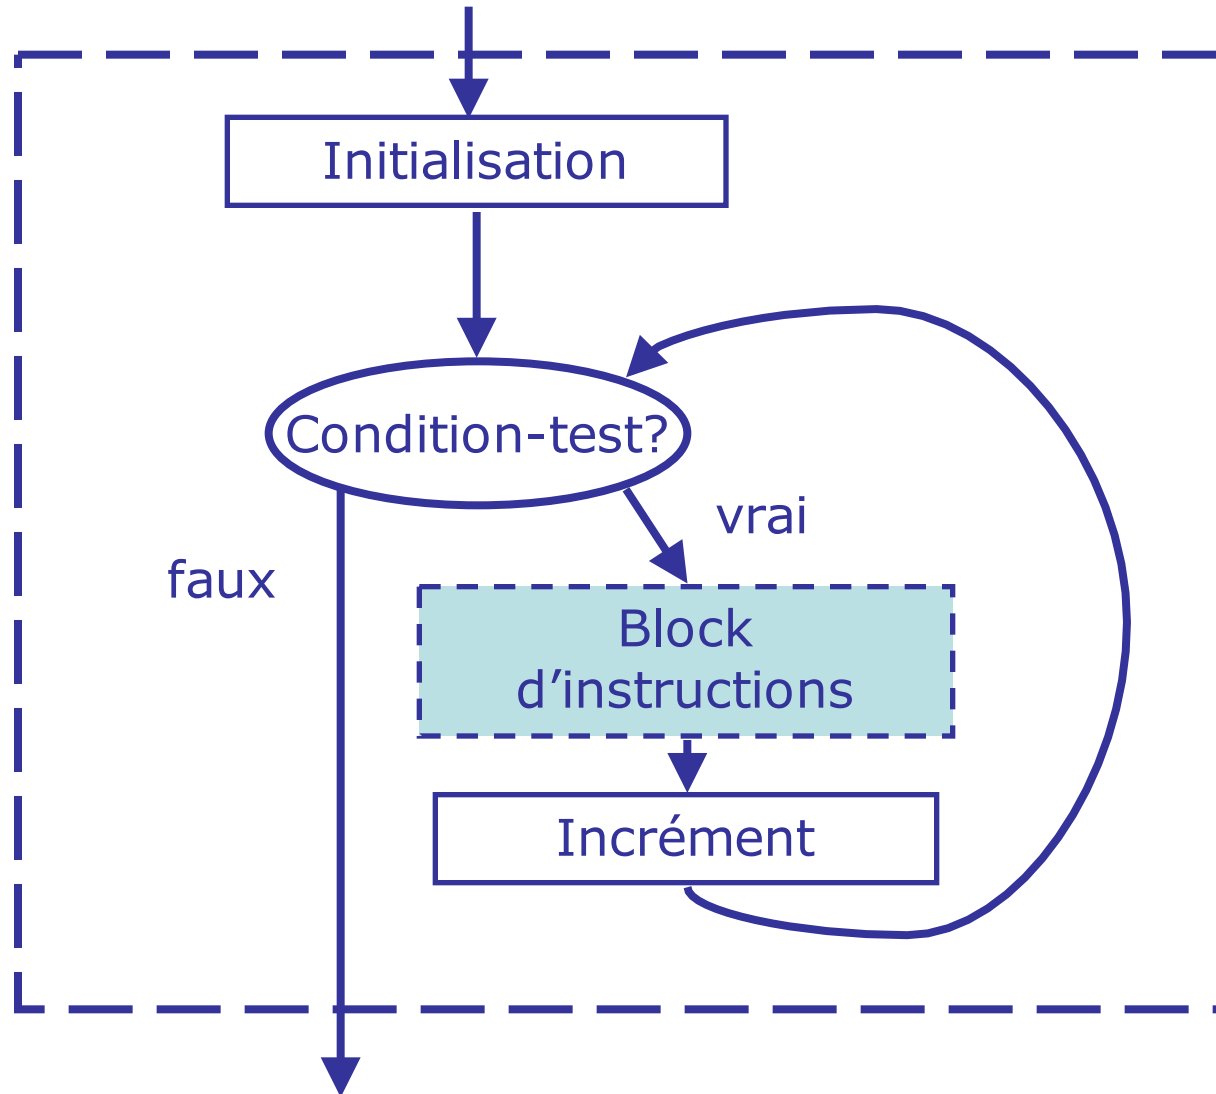 Initialisation
Condition-test?
vrai
faux
Block
d’instructions
Incrément